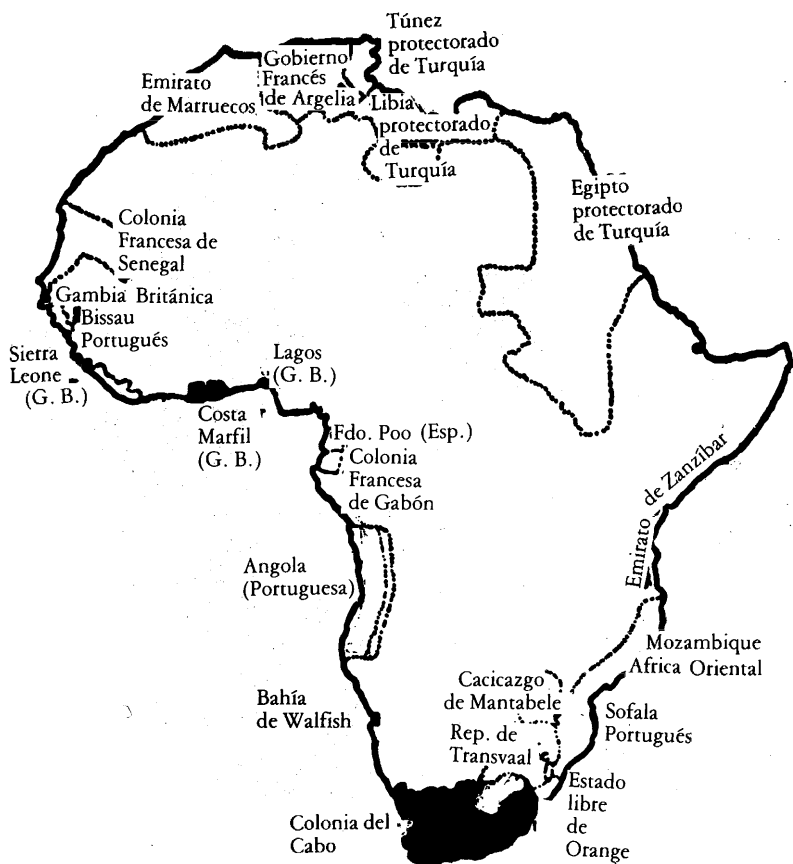 Túnez
protectorado
de Turquía
Gobierno
Francés
de Argelia
Emirato
de Marruecos
Libia
protectorado
de
Turquía
Egipto
protectorado
de Turquía
Colonia
Francesa de
Senegal
Gambia Británica
Bissau
Portugués
Sierra
Leone
(G. B.)
Lagos
(G. B.)
Costa
Marfil
(G. B.)
Fdo. Poo (Esp.)
Colonia
Francesa
de Gabón
Emirato de Zanzíbar
Angola
(Portuguesa)
Mozambique
Africa Oriental
Cacicazgo
de Mantabele
Bahía
de Walfish
Sofala
Portugués
Rep. de
Transvaal
Estado
libre
de
Orange
Colonia del
Cabo